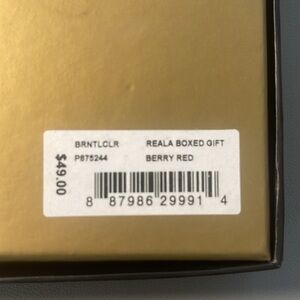 BRNTLCLR REALA BOXED GIFT
P875244 BERRY RED
$49.00
8 87986 29991 4